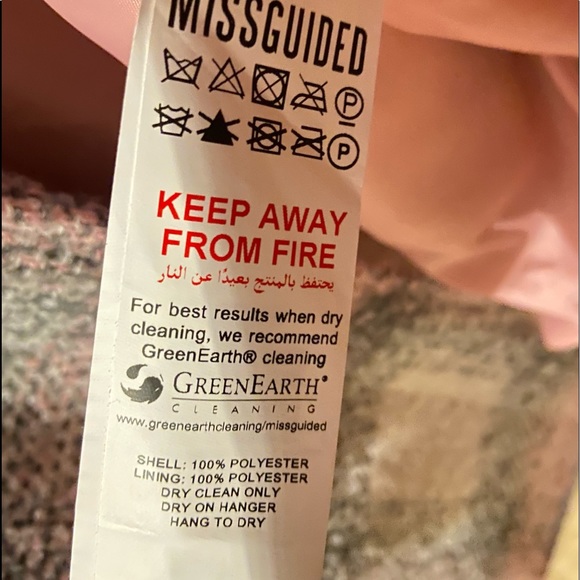 MISSGUIDED
P
P
KEEP AWAY
FROM FIRE
يحتفظ بالمنتج بعيدًا عن النار
For best results when dry
cleaning, we recommend
GreenEarth® cleaning
GREENEARTH®
CLEANING
www.greenearthcleaning/missguided
SHELL: 100% POLYESTER
LINING: 100% POLYESTER
DRY CLEAN ONLY
DRY ON HANGER
HANG TO DRY